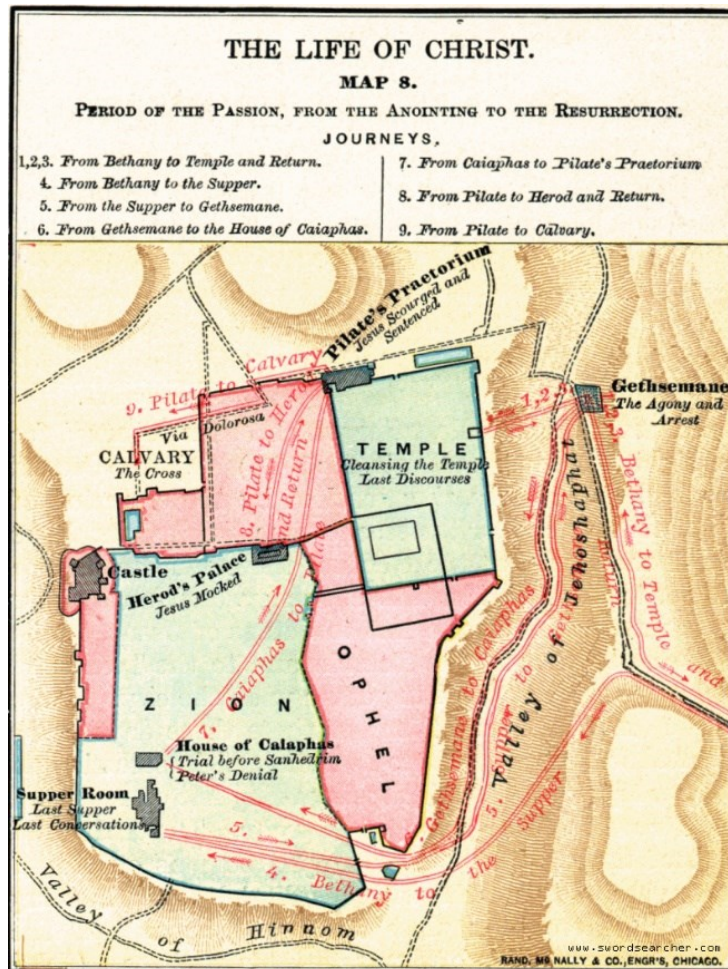 THE LIFE OF CHRIST.
MAP 8.
PERIOD OF THE PASSION, FROM THE ANOINTING TO THE RESURRECTION.
JOURNEYS,
1,2,3. From Bethany to Temple and Return.
4. From Bethany to the Supper.
5. From the Supper to Gethsemane.
6. From Gethsemane to the House of Caiaphas.
7. From Caiaphas to Pilate's Praetorium
8. From Pilate to Herod and Return.
9. From Pilate to Calvary.
Pilate's Praetorium
Jesus Scourged and
Sentenced
9. Pilate to Calvary
Via Dolorosa
CALVARY
The Cross
8. Pilate to Herod
and Return
TEMPLE
Cleansing the Temple
Last Discourses
1,2,3
Gethsemane
The Agony and
Arrest
1, 2, 3. Bethany to Temple and
Return
Castle
Herod's Palace
Jesus Mocked
7. Caiaphas to Pilate
ZION
OPHEL
House of Caiaphas
Trial before Sanhedrim
Peter's Denial
Supper Room
Last Supper
Last Conversations
6. Gethsemane to Caiaphas
5. Supper to Geth
Valley of Jehoshaphat
5.
4. Bethany to the Supper
Valley of Hinnom
www.swordsearcher.com
RAND, McNALLY & CO., ENGR'S, CHICAGO.